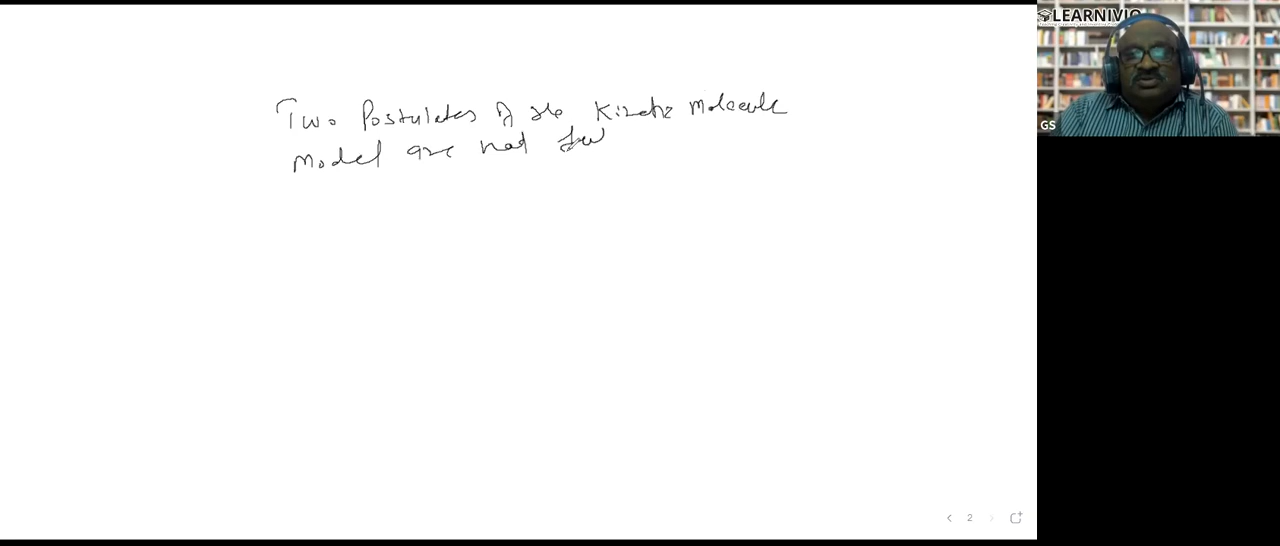 Two Postulates of the Kinetic Molecule
Model are not
LEARNIVIO
GS
2